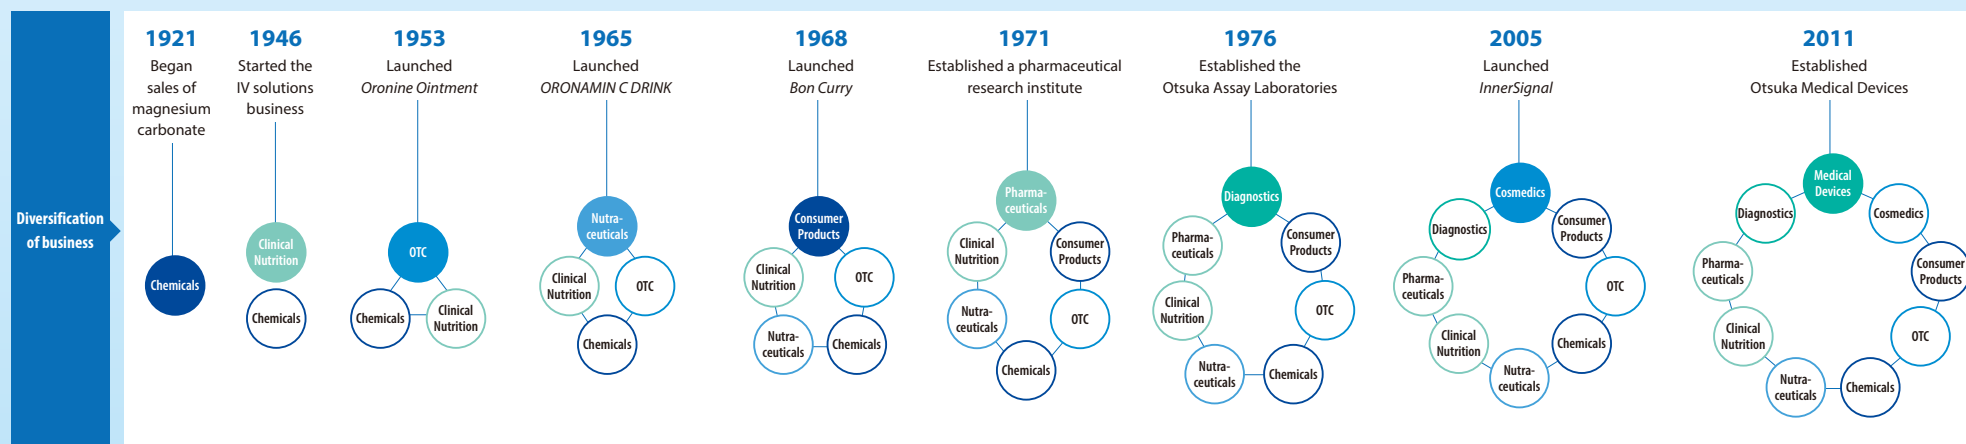 Diversification
of business
1921
Began
sales of
magnesium
carbonate
Chemicals
1946
Started the
IV solutions
business
Clinical
Nutrition
Chemicals
1953
Launched
Oronine Ointment
OTC
Chemicals
Clinical
Nutrition
1965
Launched
ORONAMIN C DRINK
Nutra-
ceuticals
Clinical
Nutrition
OTC
Chemicals
1968
Launched
Bon Curry
Consumer
Products
Clinical
Nutrition
OTC
Nutra-
ceuticals
Chemicals
1971
Established a pharmaceutical
research institute
Pharma-
ceuticals
Clinical
Nutrition
Consumer
Products
Nutra-
ceuticals
OTC
Chemicals
1976
Established the
Otsuka Assay Laboratories
Diagnostics
Pharma-
ceuticals
Consumer
Products
Clinical
Nutrition
OTC
Nutra-
ceuticals
Chemicals
2005
Launched
InnerSignal
Cosmedics
Diagnostics
Consumer
Products
Pharma-
ceuticals
OTC
Clinical
Nutrition
Chemicals
Nutra-
ceuticals
2011
Established
Otsuka Medical Devices
Medical
Devices
Diagnostics
Cosmedics
Pharma-
ceuticals
Consumer
Products
Clinical
Nutrition
OTC
Nutra-
ceuticals
Chemicals